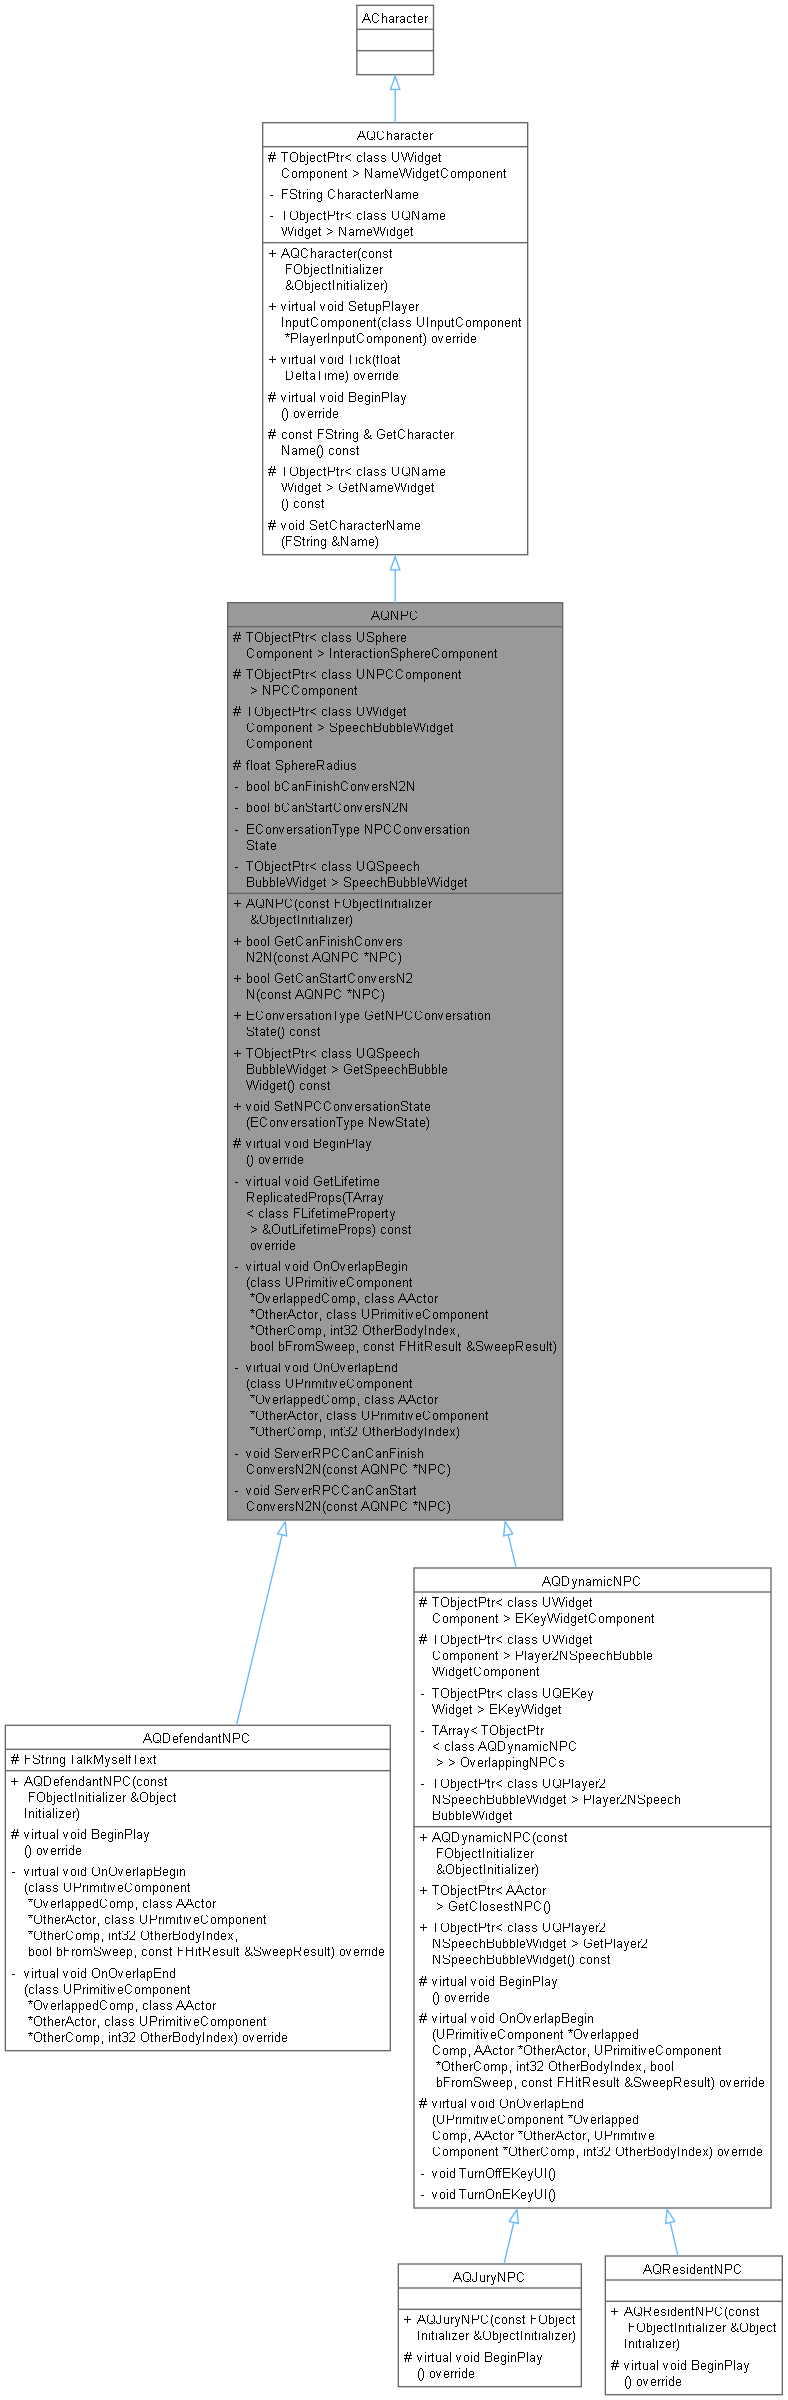 ACharacter
AQCharacter
# TObjectPtr< class UWidget
Component > NameWidgetComponent
- FString CharacterName
- TObjectPtr< class UQName
Widget > NameWidget
+ AQCharacter(const
FObjectInitializer
&ObjectInitializer)
+ virtual void SetupPlayer
InputComponent(class UInputComponent
*PlayerInputComponent) override
+ virtual void Tick(float
DeltaTime) override
# virtual void BeginPlay
() override
# const FString & GetCharacter
Name() const
# TObjectPtr< class UQName
Widget > GetNameWidget
() const
# void SetCharacterName
(FString &Name)
AQNPC
# TObjectPtr< class USphere
Component > InteractionSphereComponent
# TObjectPtr< class UNPCComponent
> NPCComponent
# TObjectPtr< class UWidget
Component > SpeechBubbleWidget
Component
# float SphereRadius
- bool bCanFinishConversN2N
- bool bCanStartConversN2N
- EConversationType NPCConversation
State
- TObjectPtr< class UQSpeech
BubbleWidget > SpeechBubbleWidget
+ AQNPC(const FObjectInitializer
&ObjectInitializer)
+ bool GetCanFinishConvers
N2N(const AQNPC *NPC)
+ bool GetCanStartConversN2
N(const AQNPC *NPC)
+ EConversationType GetNPCConversation
State() const
+ TObjectPtr< class UQSpeech
BubbleWidget > GetSpeechBubble
Widget() const
+ void SetNPCConversationState
(EConversationType NewState)
# virtual void BeginPlay
() override
- virtual void GetLifetime
ReplicatedProps(TArray
< class FLifetimeProperty
> &OutLifetimeProps) const
override
- virtual void OnOverlapBegin
(class UPrimitiveComponent
*OverlappedComp, class AActor
*OtherActor, class UPrimitiveComponent
*OtherComp, int32 OtherBodyIndex,
bool bFromSweep, const FHitResult &SweepResult)
- virtual void OnOverlapEnd
(class UPrimitiveComponent
*OverlappedComp, class AActor
*OtherActor, class UPrimitiveComponent
*OtherComp, int32 OtherBodyIndex)
- void ServerRPCCanCanFinish
ConversN2N(const AQNPC *NPC)
- void ServerRPCCanCanStart
ConversN2N(const AQNPC *NPC)
AQDefendantNPC
# FString TalkMyselfText
+ AQDefendantNPC(const
FObjectInitializer &Object
Initializer)
# virtual void BeginPlay
() override
- virtual void OnOverlapBegin
(class UPrimitiveComponent
*OverlappedComp, class AActor
*OtherActor, class UPrimitiveComponent
*OtherComp, int32 OtherBodyIndex,
bool bFromSweep, const FHitResult &SweepResult) override
- virtual void OnOverlapEnd
(class UPrimitiveComponent
*OverlappedComp, class AActor
*OtherActor, class UPrimitiveComponent
*OtherComp, int32 OtherBodyIndex) override
AQDynamicNPC
# TObjectPtr< class UWidget
Component > EKeyWidgetComponent
# TObjectPtr< class UWidget
Component > Player2NSpeechBubble
WidgetComponent
- TObjectPtr< class UQEKey
Widget > EKeyWidget
- TArray< TObjectPtr
< class AQDynamicNPC
> > OverlappingNPCs
- TObjectPtr< class UQPlayer2
NSpeechBubbleWidget > Player2NSpeech
BubbleWidget
+ AQDynamicNPC(const
FObjectInitializer
&ObjectInitializer)
+ TObjectPtr< AActor
> GetClosestNPC()
+ TObjectPtr< class UQPlayer2
NSpeechBubbleWidget > GetPlayer2
NSpeechBubbleWidget() const
# virtual void BeginPlay
() override
# virtual void OnOverlapBegin
(UPrimitiveComponent *Overlapped
Comp, AActor *OtherActor, UPrimitiveComponent
*OtherComp, int32 OtherBodyIndex, bool
bFromSweep, const FHitResult &SweepResult) override
# virtual void OnOverlapEnd
(UPrimitiveComponent *Overlapped
Comp, AActor *OtherActor, UPrimitive
Component *OtherComp, int32 OtherBodyIndex) override
- void TurnOffEKeyUI()
- void TurnOnEKeyUI()
AQJuryNPC
+ AQJuryNPC(const FObject
Initializer &ObjectInitializer)
# virtual void BeginPlay
() override
AQResidentNPC
+ AQResidentNPC(const
FObjectInitializer &Object
Initializer)
# virtual void BeginPlay
() override